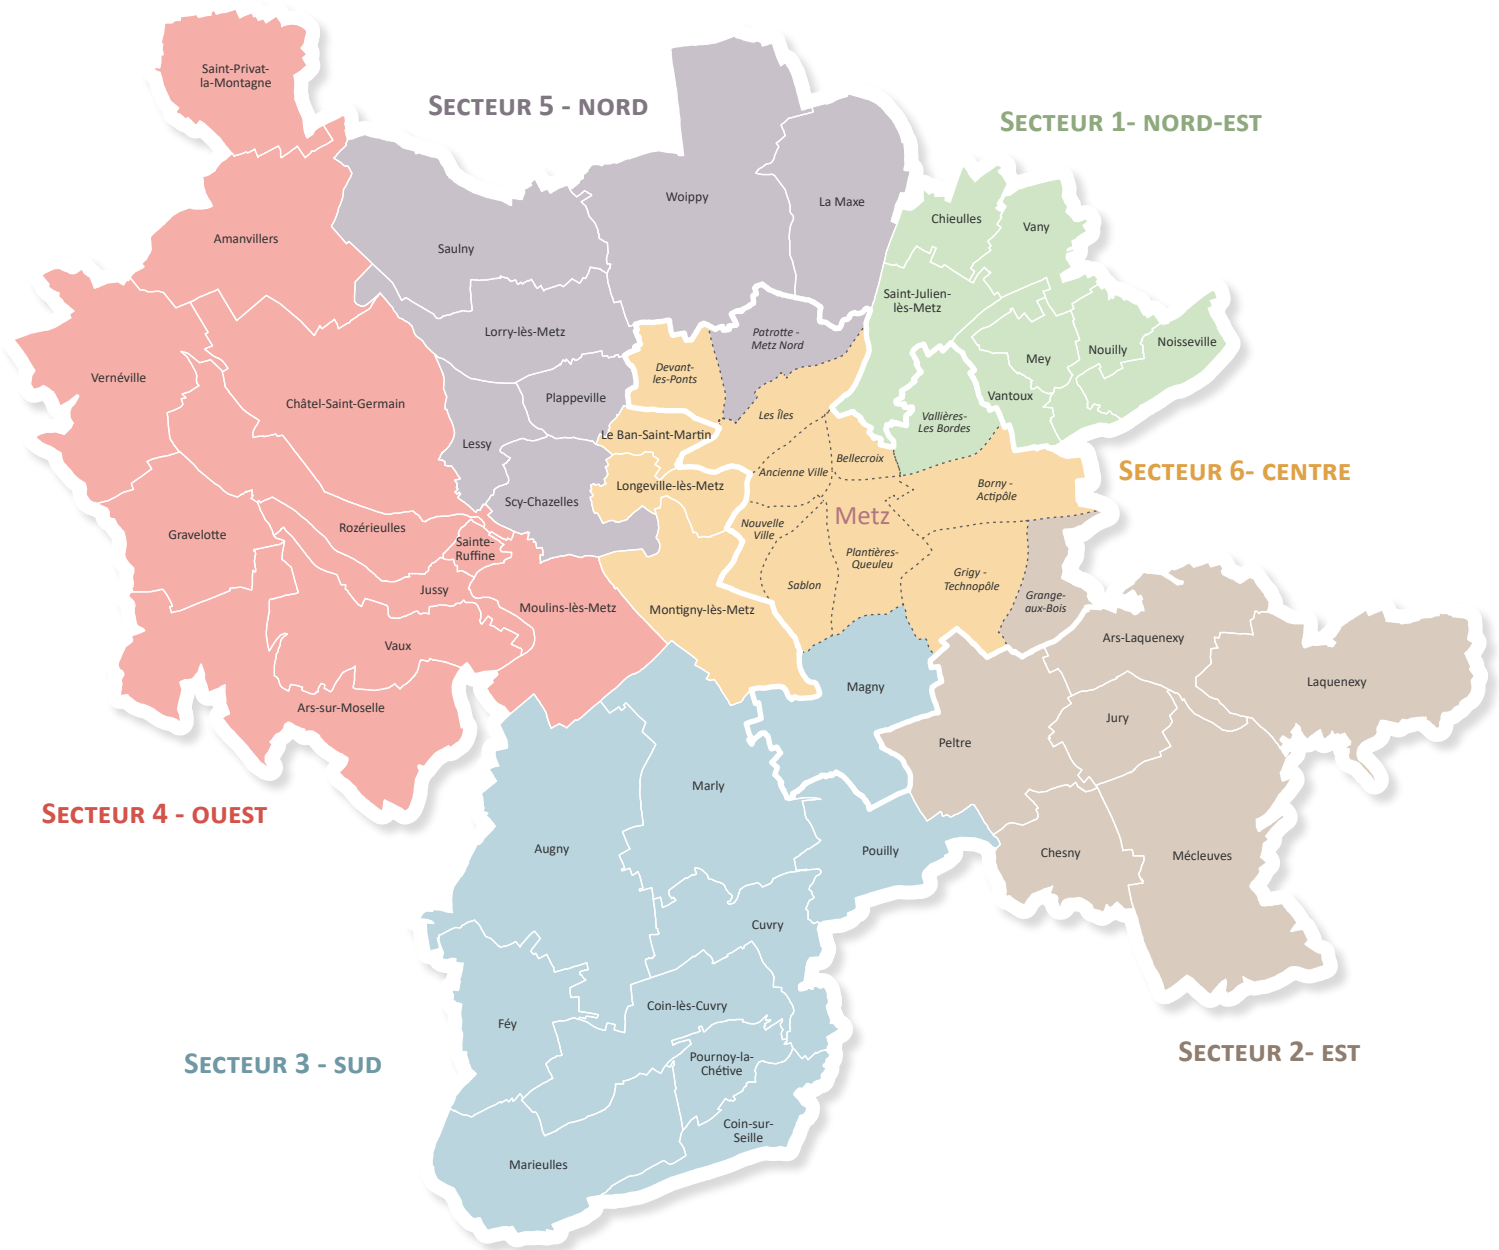 Saint-Privat-
la-Montagne
SECTEUR 5 - NORD
SECTEUR 1- NORD-EST
Woippy
La Maxe
Chieulles
Vany
Amanvillers
Saulny
Saint-Julien-
lès-Metz
Lorry-lès-Metz
Patrotte -
Metz Nord
Noisseville
Nouilly
Mey
Vernéville
Devant-
les-Ponts
Châtel-Saint-Germain
Plappeville
Vantoux
Les Îles
Vallières-
Les Bordes
Le Ban-Saint-Martin
Lessy
Bellecroix
Ancienne Ville
SECTEUR 6- CENTRE
Longeville-lès-Metz
Borny -
Actipôle
Scy-Chazelles
Metz
Nouvelle
Ville
Rozérieulles
Gravelotte
Sainte-
Ruffine
Plantières-
Queuleu
Grigy -
Technopôle
Sablon
Jussy
Grange-
aux-Bois
Moulins-lès-Metz
Montigny-lès-Metz
Ars-Laquenexy
Vaux
Laquenexy
Magny
Ars-sur-Moselle
Jury
Peltre
Marly
SECTEUR 4 - OUEST
Augny
Pouilly
Chesny
Mécleuves
Cuvry
Coin-lès-Cuvry
Féy
SECTEUR 2- EST
SECTEUR 3 - SUD
Pournoy-la-
Chétive
Coin-sur-
Seille
Marieulles